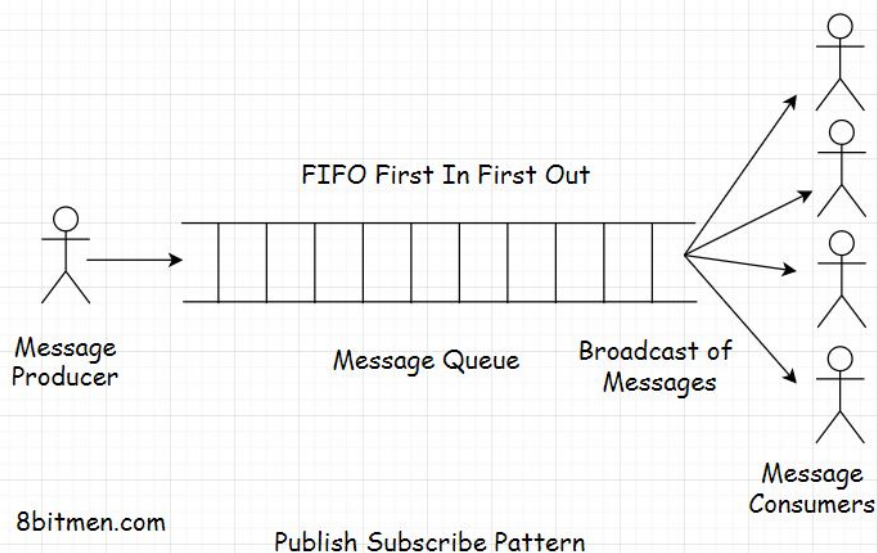 FIFO First In First Out
Message
Producer
Message Queue
Broadcast of
Messages
Message
Consumers
8bitmen.com
Publish Subscribe Pattern